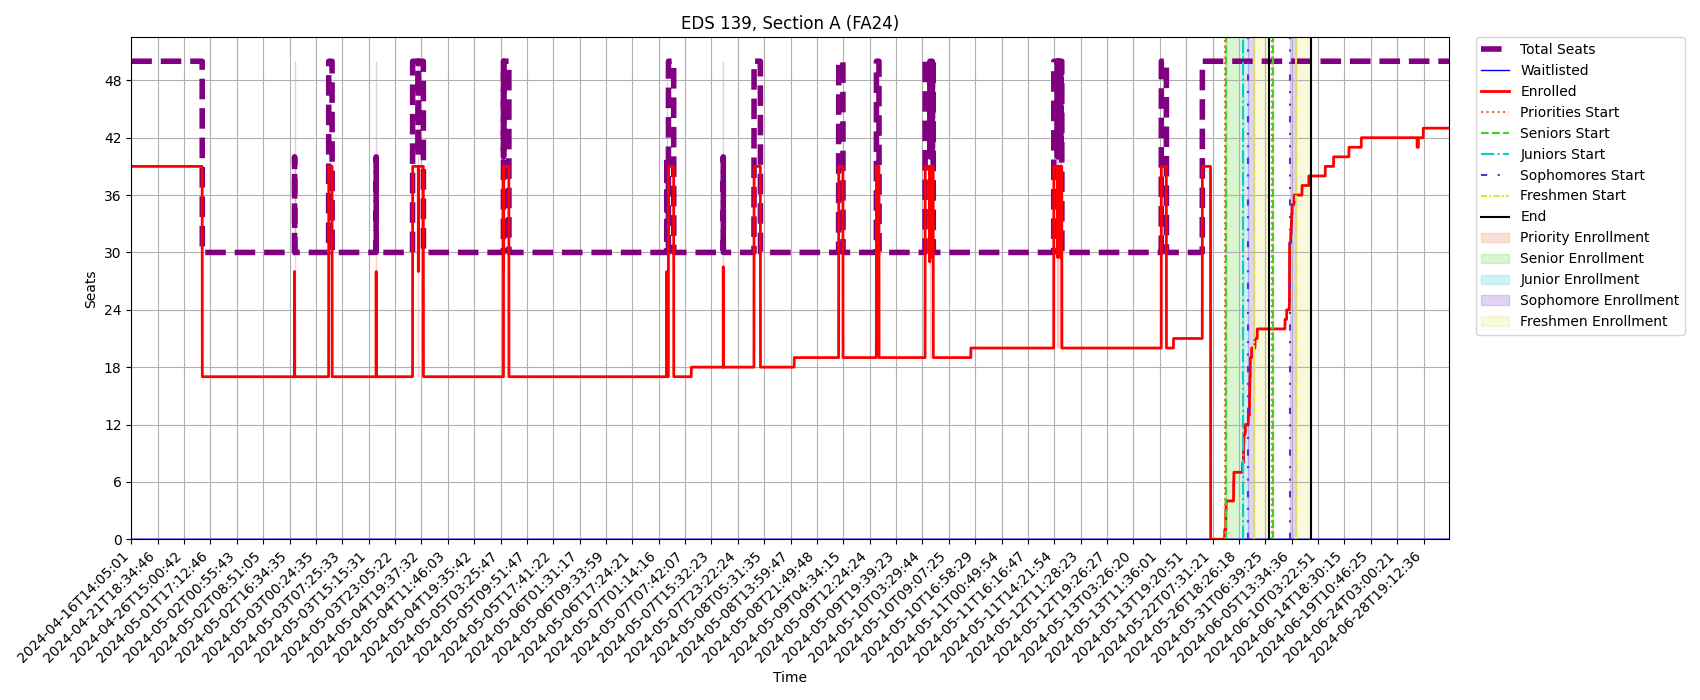 EDS 139, Section A (FA24)
Total Seats
Waitlisted
Enrolled
Priorities Start
Seniors Start
Juniors Start
Sophomores Start
Freshmen Start
End
Priority Enrollment
Senior Enrollment
Junior Enrollment
Sophomore Enrollment
Freshmen Enrollment
Seats
48
42
36
30
24
18
12
6
0
2024-04-16T14:05:01
2024-04-21T18:34:46
2024-04-26T15:00:42
2024-05-01T17:12:46
2024-05-02T00:55:43
2024-05-02T08:51:05
2024-05-02T16:34:35
2024-05-03T00:24:35
2024-05-03T07:25:33
2024-05-03T15:15:31
2024-05-03T23:05:22
2024-05-04T19:37:32
2024-05-04T11:46:03
2024-05-04T19:35:42
2024-05-05T03:25:47
2024-05-05T09:51:47
2024-05-05T17:41:22
2024-05-06T01:31:17
2024-05-06T09:33:59
2024-05-06T17:24:21
2024-05-07T01:14:16
2024-05-07T07:42:07
2024-05-07T15:32:23
2024-05-07T23:22:24
2024-05-08T05:31:35
2024-05-08T13:59:47
2024-05-08T21:49:48
2024-05-09T04:34:15
2024-05-09T12:24:24
2024-05-09T19:39:23
2024-05-10T03:29:44
2024-05-10T09:07:25
2024-05-10T16:58:29
2024-05-11T00:49:54
2024-05-11T16:16:47
2024-05-11T14:21:54
2024-05-12T11:28:23
2024-05-12T19:26:27
2024-05-13T03:26:20
2024-05-13T11:36:01
2024-05-13T19:20:51
2024-05-22T07:31:21
2024-05-26T18:26:18
2024-05-31T06:39:25
2024-06-05T13:34:36
2024-06-10T03:22:51
2024-06-14T18:30:15
2024-06-19T10:46:25
2024-06-24T03:00:21
2024-06-28T19:12:36
Time